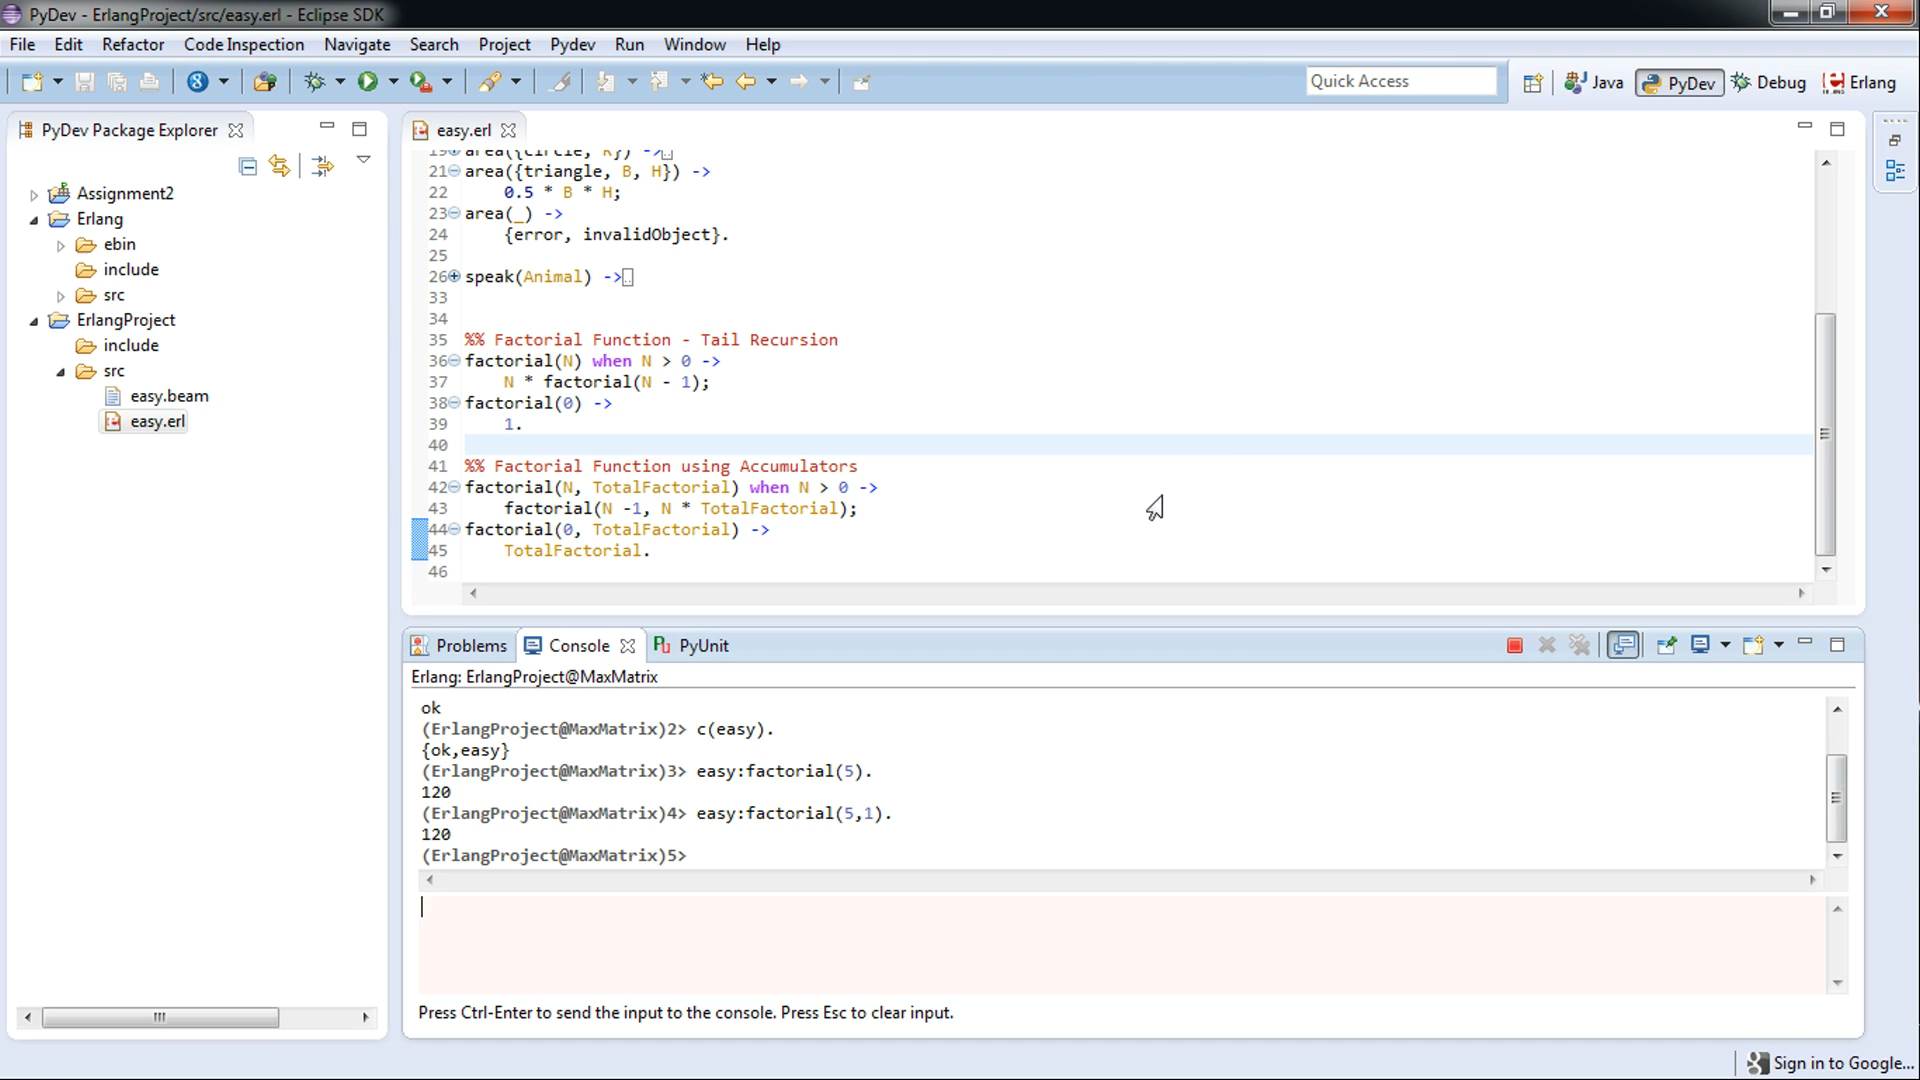 PyDev - ErlangProject/src/easy.erl - Eclipse SDK
File Edit Refactor Code Inspection Navigate Search Project Pydev Run Window Help
Quick Access
Java PyDev Debug Erlang
PyDev Package Explorer
Assignment2
Erlang
ebin
include
src
ErlangProject
include
src
easy.beam
easy.erl
easy.erl
19 area({circle, R}) ->
21 area({triangle, B, H}) ->
22 0.5 * B * H;
23 area(_) ->
24 {error, invalidObject}.
25
26 speak(Animal) ->
33
34
35 %% Factorial Function - Tail Recursion
36 factorial(N) when N > 0 ->
37 N * factorial(N - 1);
38 factorial(0) ->
39 1.
40
41 %% Factorial Function using Accumulators
42 factorial(N, TotalFactorial) when N > 0 ->
43 factorial(N -1, N * TotalFactorial);
44 factorial(0, TotalFactorial) ->
45 TotalFactorial.
46
Problems Console PyUnit
Erlang: ErlangProject@MaxMatrix
ok
(ErlangProject@MaxMatrix)2> c(easy).
{ok,easy}
(ErlangProject@MaxMatrix)3> easy:factorial(5).
120
(ErlangProject@MaxMatrix)4> easy:factorial(5,1).
120
(ErlangProject@MaxMatrix)5>
Press Ctrl-Enter to send the input to the console. Press Esc to clear input.
Sign in to Google...